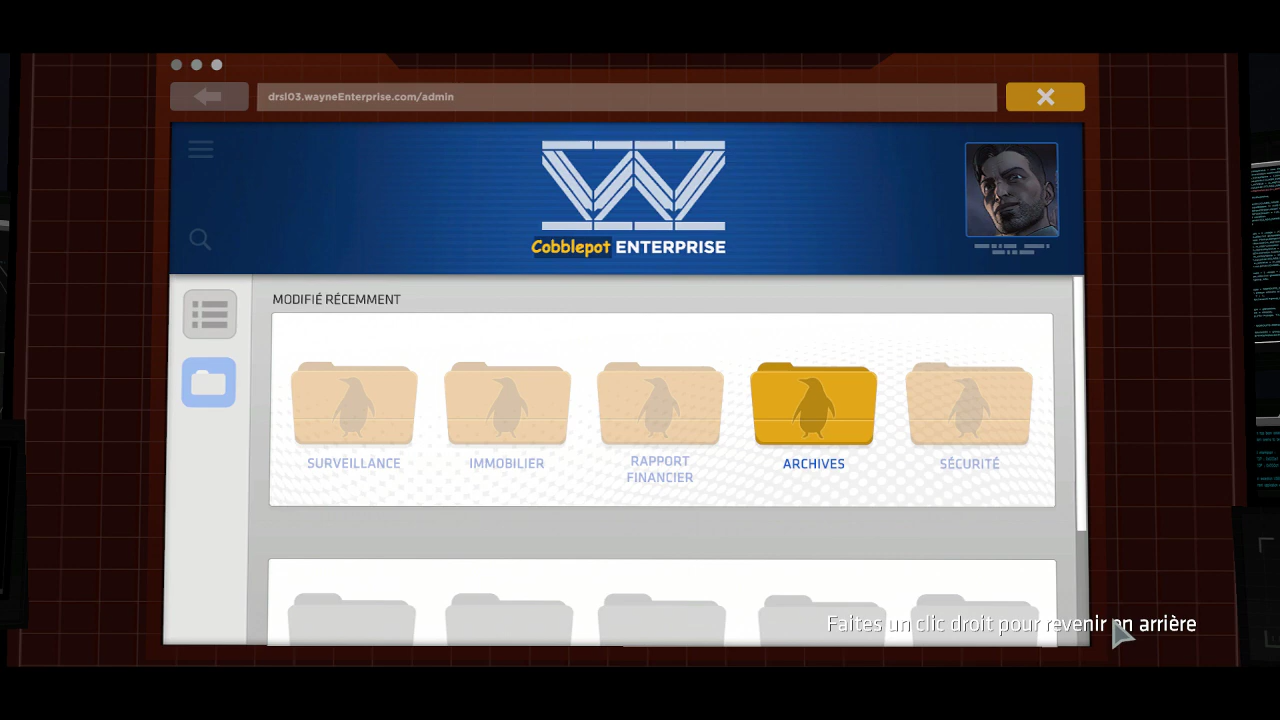 drsl03.wayneEnterprise.com/admin
Cobblepot ENTERPRISE
MODIFIÉ RÉCEMMENT
SURVEILLANCE
IMMOBILIER
RAPPORT
FINANCIER
ARCHIVES
SÉCURITÉ
Faites un clic droit pour revenir en arrière